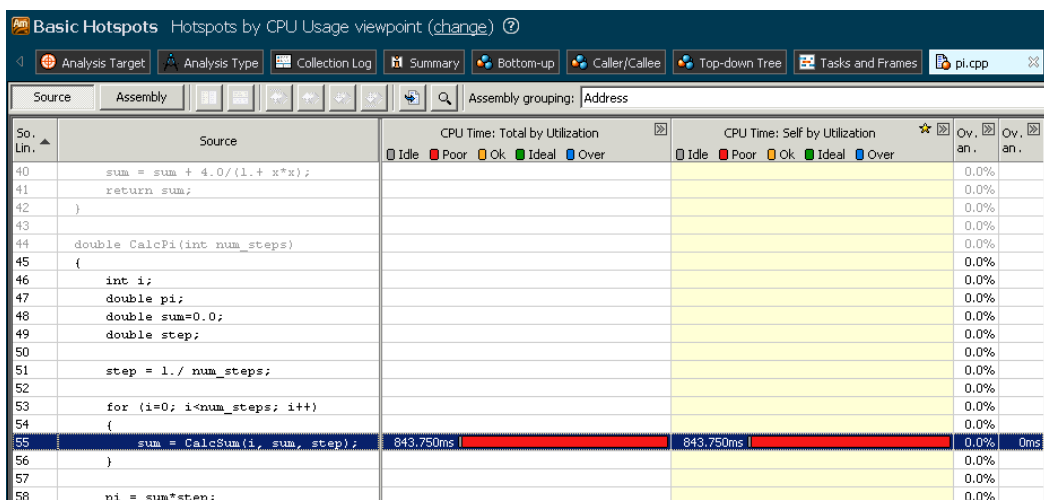 Basic Hotspots Hotspots by CPU Usage viewpoint (change) ?
Analysis Target Analysis Type Collection Log Summary Bottom-up Caller/Callee Top-down Tree Tasks and Frames pi.cpp
Source Assembly Assembly grouping: Address
So. Lin. Source CPU Time: Total by Utilization CPU Time: Self by Utilization Ov. an. Ov. an.
Idle Poor Ok Ideal Over Idle Poor Ok Ideal Over
40 sum = sum + 4.0/(1.+ x*x); 0.0%
41 return sum; 0.0%
42 } 0.0%
43 0.0%
44 double CalcPi(int num_steps) 0.0%
45 { 0.0%
46 int i; 0.0%
47 double pi; 0.0%
48 double sum=0.0; 0.0%
49 double step; 0.0%
50 0.0%
51 step = 1./ num_steps; 0.0%
52 0.0%
53 for (i=0; i<num_steps; i++) 0.0%
54 { 0.0%
55 sum = CalcSum(i, sum, step); 843.750ms 843.750ms 0.0% 0ms
56 } 0.0%
57 0.0%
58 pi = sum*step; 0.0%